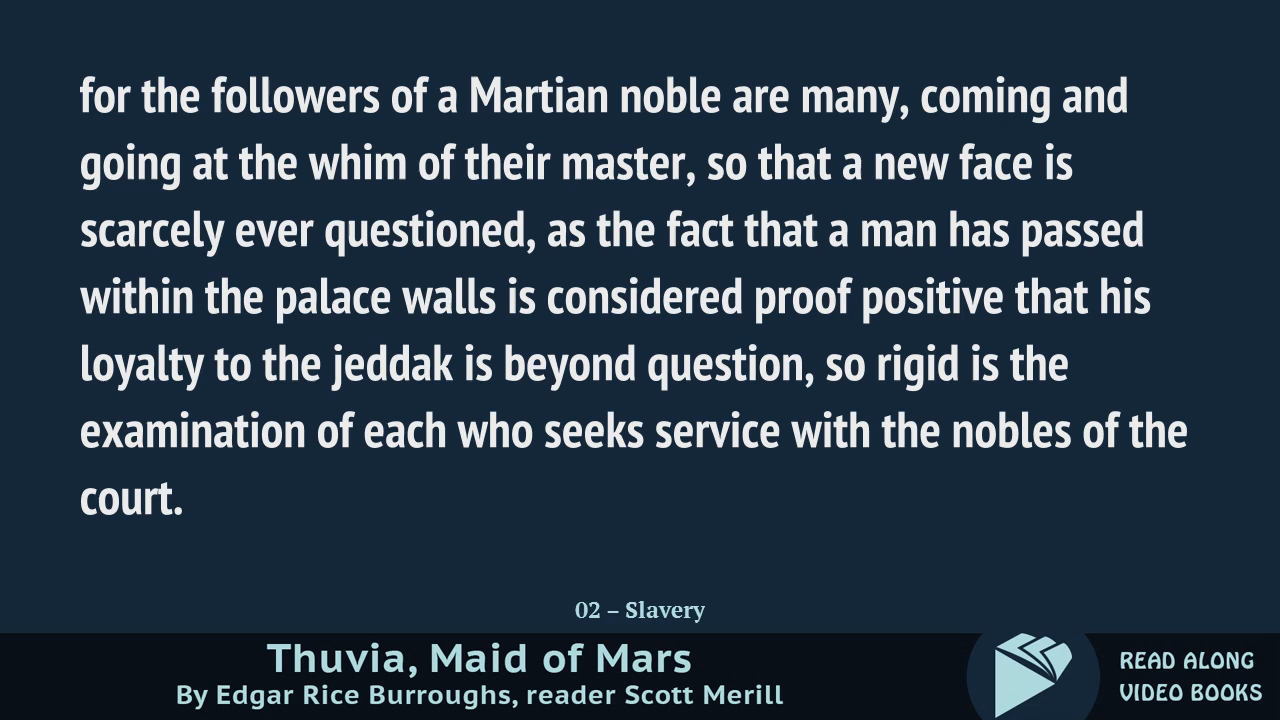 for the followers of a Martian noble are many, coming and
going at the whim of their master, so that a new face is
scarcely ever questioned, as the fact that a man has passed
within the palace walls is considered proof positive that his
loyalty to the jeddak is beyond question, so rigid is the
examination of each who seeks service with the nobles of the
court.
02 – Slavery
Thuvia, Maid of Mars
By Edgar Rice Burroughs, reader Scott Merill
READ ALONG
VIDEO BOOKS